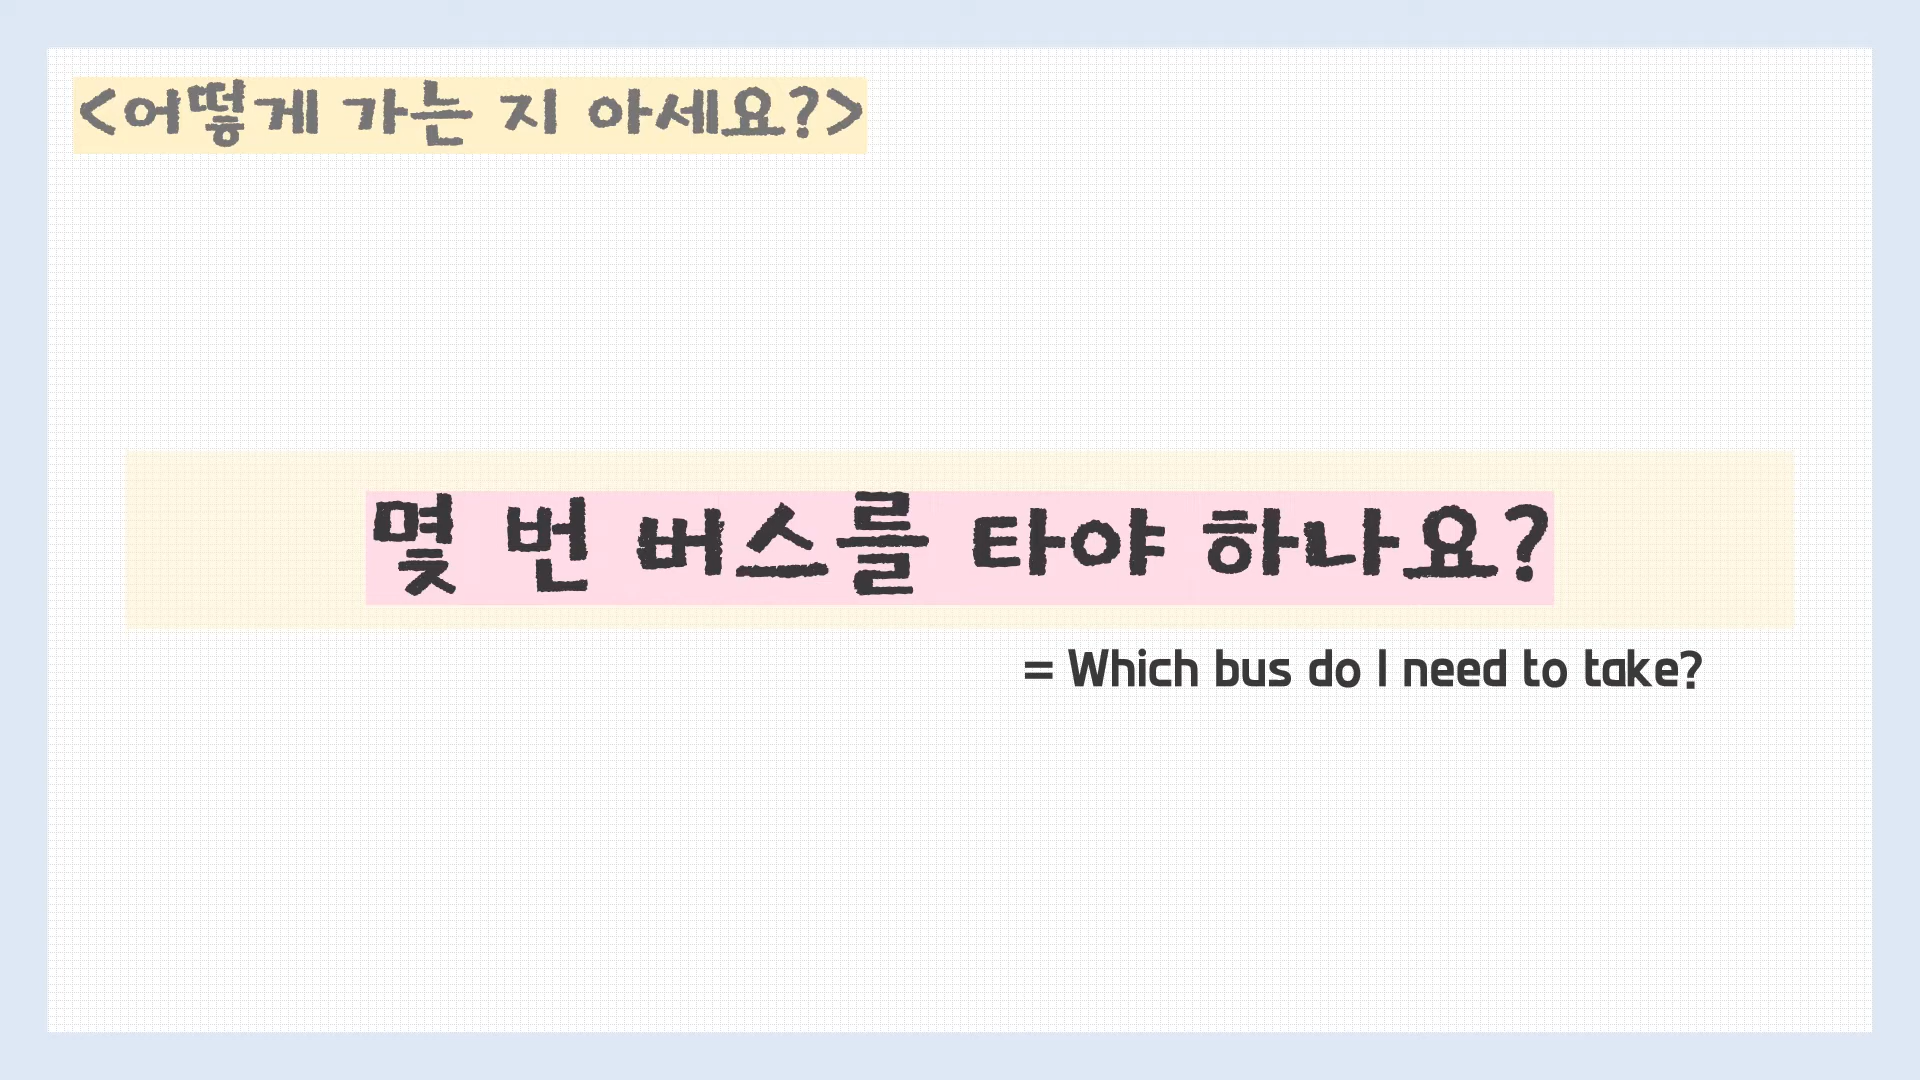 <어떻게 가는 지 아세요?>
몇 번 버스를 타야 하나요?
= Which bus do I need to take?